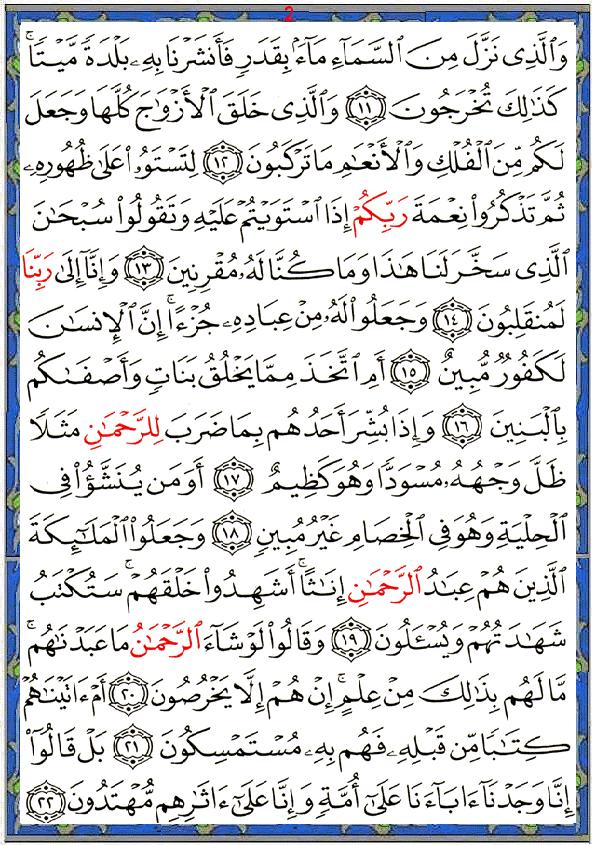 2
وَٱلَّذِى نَزَّلَ مِنَ ٱلسَّمَآءِ مَآءًۢ بِقَدَرٍ فَأَنشَرْنَا بِهِۦ بَلْدَةً مَّيْتًا ۚ
كَذَٰلِكَ تُخْرَجُونَ ﴿١١﴾ وَٱلَّذِى خَلَقَ ٱلْأَزْوَٰجَ كُلَّهَا وَجَعَلَ
لَكُم مِّنَ ٱلْفُلْكِ وَٱلْأَنْعَٰمِ مَا تَرْكَبُونَ ﴿١٢﴾ لِتَسْتَوُۥا۟ عَلَىٰ ظُهُورِهِۦ
ثُمَّ تَذْكُرُوا۟ نِعْمَةَ رَبِّكُمْ إِذَا ٱسْتَوَيْتُمْ عَلَيْهِ وَتَقُولُوا۟ سُبْحَٰنَ
ٱلَّذِى سَخَّرَ لَنَا هَٰذَا وَمَا كُنَّا لَهُۥ مُقْرِنِينَ ﴿١٣﴾ وَإِنَّآ إِلَىٰ رَبِّنَا
لَمُنقَلِبُونَ ﴿١٤﴾ وَجَعَلُوا۟ لَهُۥ مِنْ عِبَادِهِۦ جُزْءًا ۚ إِنَّ ٱلْإِنسَٰنَ
لَكَفُورٌ مُّبِينٌ ﴿١٥﴾ أَمِ ٱتَّخَذَ مِمَّا يَخْلُقُ بَنَاتٍ وَأَصْفَىٰكُم
بِٱلْبَنِينَ ﴿١٦﴾ وَإِذَا بُشِّرَ أَحَدُهُم بِمَا ضَرَبَ لِلرَّحْمَٰنِ مَثَلًا
ظَلَّ وَجْهُهُۥ مُسْوَدًّا وَهُوَ كَظِيمٌ ﴿١٧﴾ أَوَمَن يُنَشَّؤُا۟ فِى
ٱلْحِلْيَةِ وَهُوَ فِى ٱلْخِصَامِ غَيْرُ مُبِينٍ ﴿١٨﴾ وَجَعَلُوا۟ ٱلْمَلَٰٓئِكَةَ
ٱلَّذِينَ هُمْ عِبَٰدُ ٱلرَّحْمَٰنِ إِنَٰثًا ۚ أَشَهِدُوا۟ خَلْقَهُمْ ۚ سَتُكْتَبُ
شَهَٰدَتُهُمْ وَيُسْـَٔلُونَ ﴿١٩﴾ وَقَالُوا۟ لَوْ شَآءَ ٱلرَّحْمَٰنُ مَا عَبَدْنَٰهُم ۗ
مَّا لَهُم بِذَٰلِكَ مِنْ عِلْمٍ ۖ إِنْ هُمْ إِلَّا يَخْرُصُونَ ﴿٢٠﴾ أَمْ ءَاتَيْنَٰهُمْ
كِتَٰبًا مِّن قَبْلِهِۦ فَهُم بِهِۦ مُسْتَمْسِكُونَ ﴿٢١﴾ بَلْ قَالُوٓا۟
إِنَّا وَجَدْنَآ ءَابَآءَنَا عَلَىٰٓ أُمَّةٍ وَإِنَّا عَلَىٰٓ ءَاثَٰرِهِم مُّهْتَدُونَ ﴿٢٢﴾